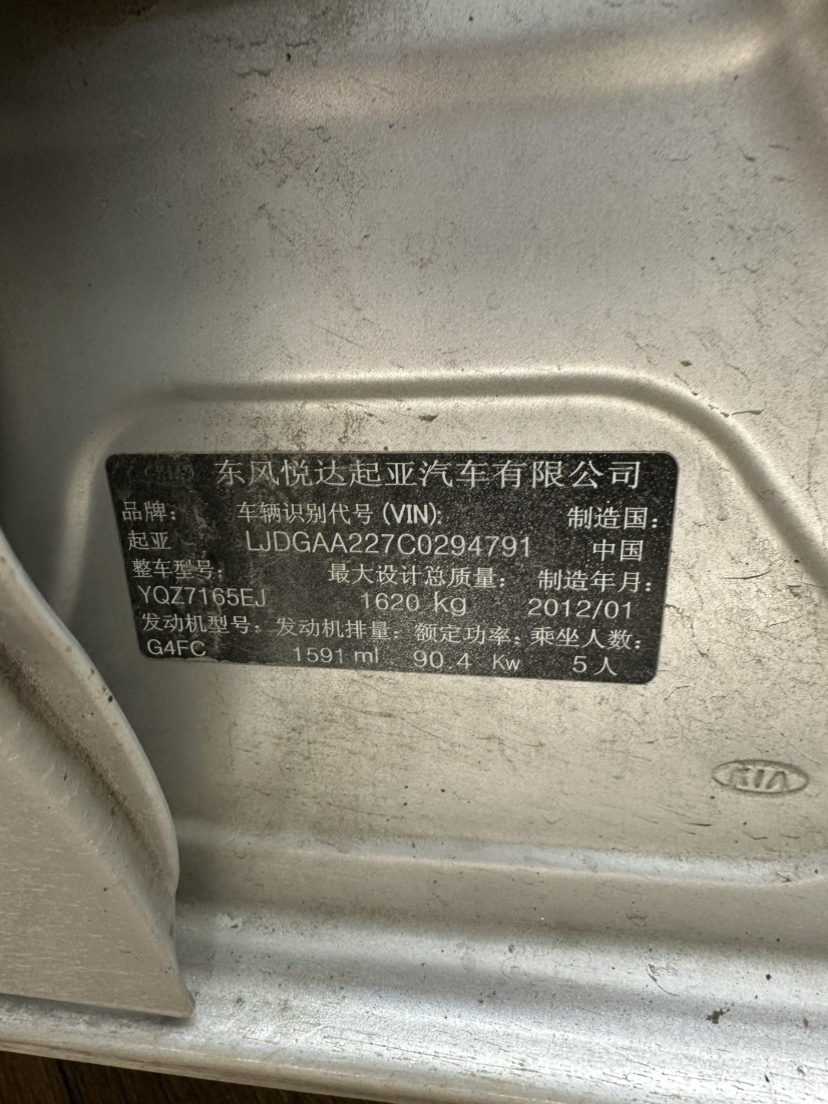 东风悦达起亚汽车有限公司
品牌: 车辆识别代号(VIN): 制造国:
起亚 LJDGAA227C0294791 中国
整车型号: 最大设计总质量: 制造年月:
YQZ7165EJ 1620 kg 2012/01
发动机型号: 发动机排量: 额定功率: 乘坐人数:
G4FC 1591 ml 90.4 Kw 5人
KIA